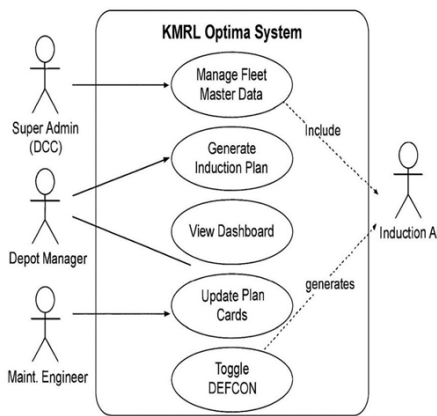 KMRL Optima System
Manage Fleet
Master Data
Super Admin
(DCC)
Include
Generate
Induction Plan
Induction A
View Dashboard
Depot Manager
generates
Update Plan
Cards
Maint. Engineer
Toggle
DEFCON